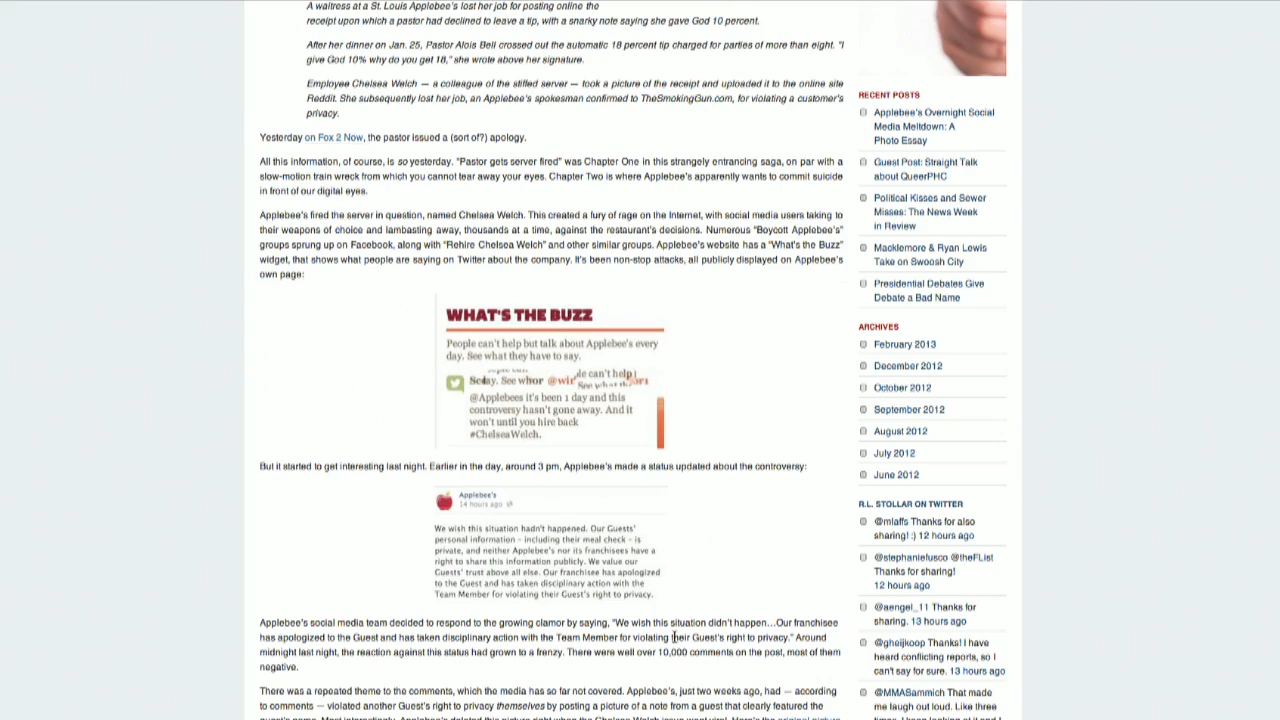 A waitress at a St. Louis Applebee's lost her job for posting online the
receipt upon which a pastor had declined to leave a tip, with a snarky note saying she gave God 10 percent.
After her dinner on Jan. 25, Pastor Alois Bell crossed out the automatic 18 percent tip charged for parties of more than eight. "I
give God 10% why do you get 18," she wrote above her signature.
Employee Chelsea Welch — a colleague of the stiffed server — took a picture of the receipt and uploaded it to the online site
Reddit. She subsequently lost her job, an Applebee's spokesman confirmed to TheSmokingGun.com, for violating a customer's
privacy.
Yesterday on Fox 2 Now, the pastor issued a (sort of?) apology.
All this information, of course, is so yesterday. "Pastor gets server fired" was Chapter One in this strangely entrancing saga, on par with a
slow-motion train wreck from which you cannot tear away your eyes. Chapter Two is where Applebee's apparently wants to commit suicide
in front of our digital eyes.
Applebee's fired the server in question, named Chelsea Welch. This created a fury of rage on the Internet, with social media users taking to
their weapons of choice and lambasting away, thousands at a time, against the restaurant's decisions. Numerous "Boycott Applebee's"
groups sprung up on Facebook, along with "Rehire Chelsea Welch" and other similar groups. Applebee's website has a "What's the Buzz"
widget, that shows what people are saying on Twitter about the company. It's been non-stop attacks, all publicly displayed on Applebee's
own page:
WHAT'S THE BUZZ
People can't help but talk about Applebee's every
day. See what they have to say.
@Applebees it's been 1 day and this
controversy hasn't gone away. And it
won't until you hire back
#ChelseaWelch.
But it started to get interesting last night. Earlier in the day, around 3 pm, Applebee's made a status updated about the controversy:
Applebee's
14 hours ago
We wish this situation hadn't happened. Our Guests'
personal information - including their meal check - is
private, and neither Applebee's nor its franchisees have a
right to share this information publicly. We value our
Guests' trust above all else. Our franchisee has apologized
to the Guest and has taken disciplinary action with the
Team Member for violating their Guest's right to privacy.
Applebee's social media team decided to respond to the growing clamor by saying, "We wish this situation didn't happen...Our franchisee
has apologized to the Guest and has taken disciplinary action with the Team Member for violating their Guest's right to privacy." Around
midnight last night, the reaction against this status had grown to a frenzy. There were well over 10,000 comments on the post, most of them
negative.
There was a repeated theme to the comments, which the media has so far not covered. Applebee's, just two weeks ago, had — according
to comments — violated another Guest's right to privacy themselves by posting a picture of a note from a guest that clearly featured the
RECENT POSTS
Applebee's Overnight Social
Media Meltdown: A
Photo Essay
Guest Post: Straight Talk
about QueerPHC
Political Kisses and Sewer
Misses: The News Week
in Review
Macklemore & Ryan Lewis
Take on Swoosh City
Presidential Debates Give
Debate a Bad Name
ARCHIVES
February 2013
December 2012
October 2012
September 2012
August 2012
July 2012
June 2012
R.L. STOLLAR ON TWITTER
@mlaffs Thanks for also
sharing! :) 12 hours ago
@stephaniefusco @theFList
Thanks for sharing!
12 hours ago
@aengel_11 Thanks for
sharing. 13 hours ago
@gheijkoop Thanks! I have
heard conflicting reports, so I
can't say for sure. 13 hours ago
@MMASammich That made
me laugh out loud. Like three